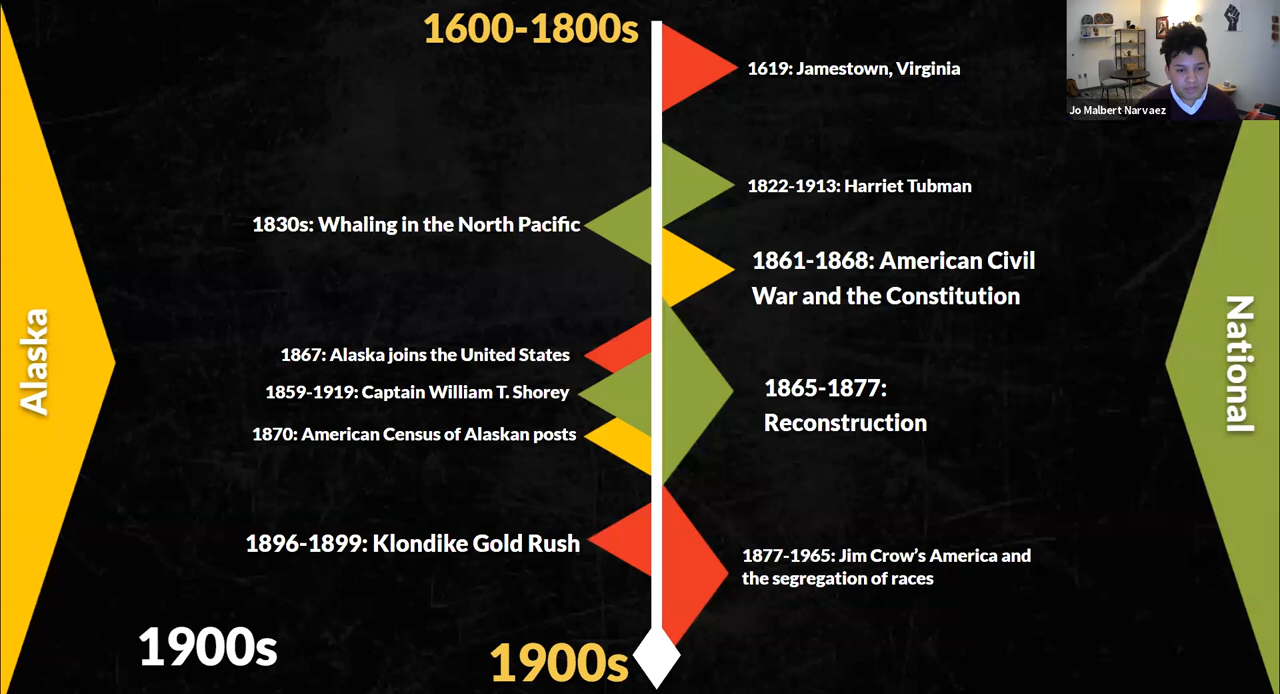 1600-1800s
1619: Jamestown, Virginia
Jo Malbert Narvaez
1822-1913: Harriet Tubman
1830s: Whaling in the North Pacific
1861-1868: American Civil
War and the Constitution
Alaska
National
1867: Alaska joins the United States
1859-1919: Captain William T. Shorey
1870: American Census of Alaskan posts
1865-1877:
Reconstruction
1896-1899: Klondike Gold Rush
1877-1965: Jim Crow's America and
the segregation of races
1900s
1900s